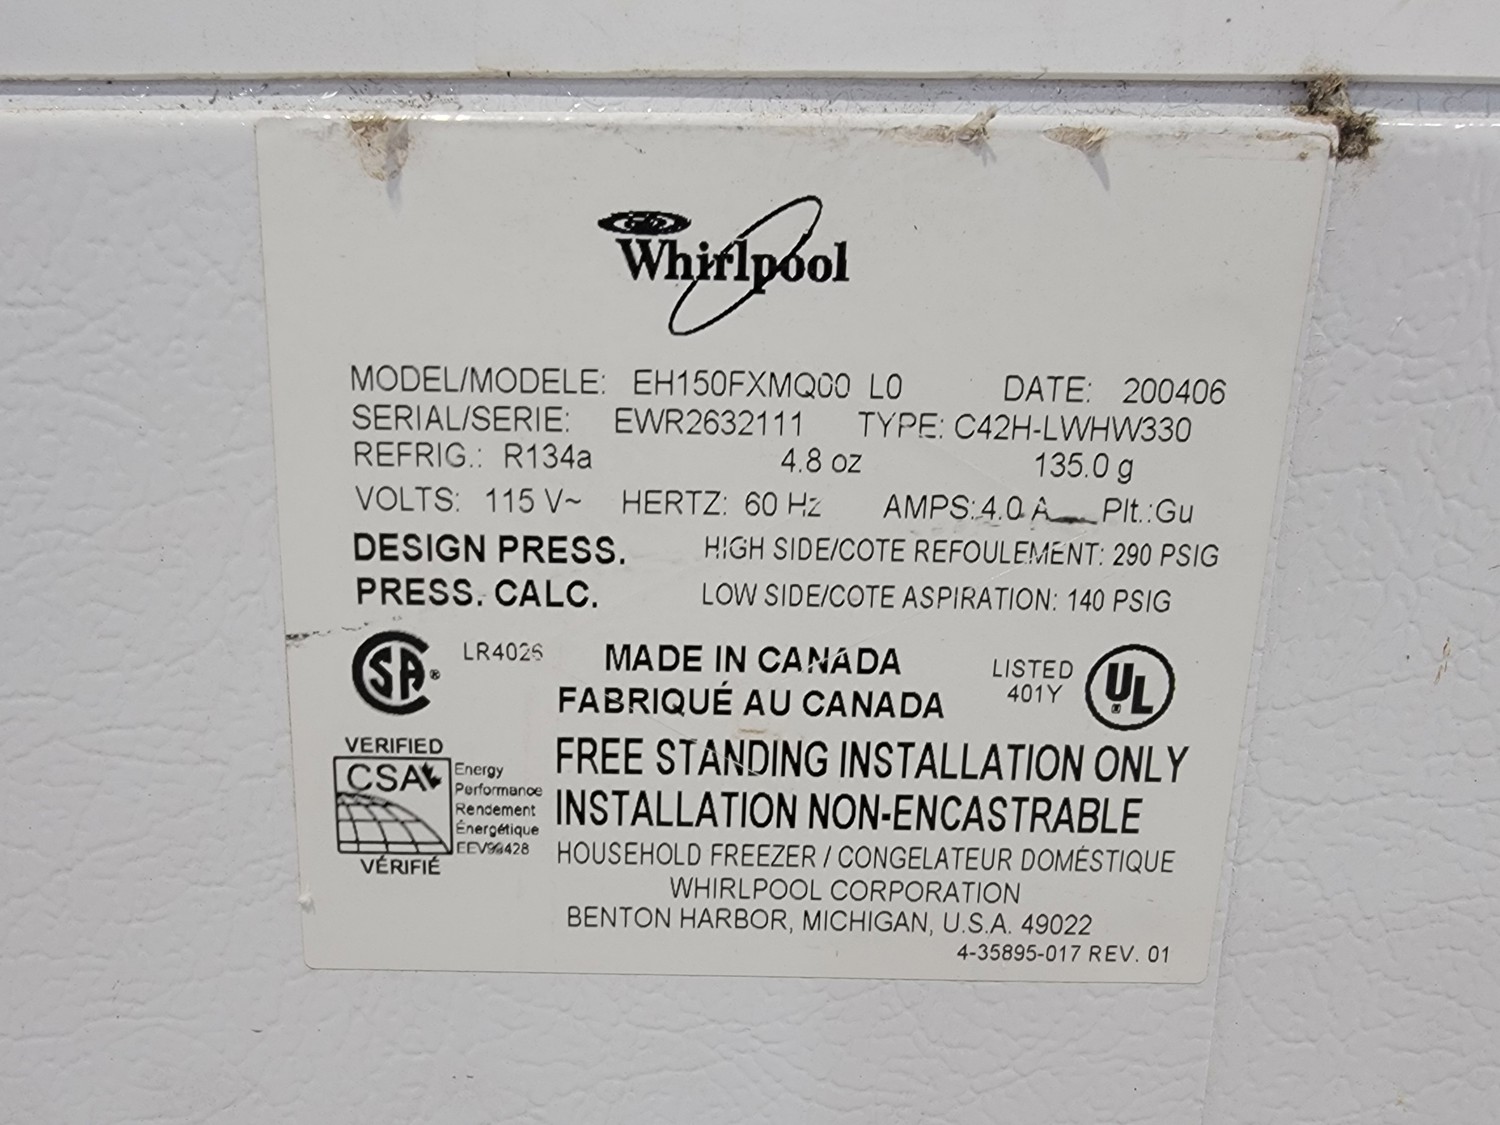 Whirlpool
MODEL/MODELE: EH150FXMQ00 L0 DATE: 200406
SERIAL/SERIE: EWR2632111 TYPE: C42H-LWHW330
REFRIG.: R134a 4.8 oz 135.0 g
VOLTS: 115 V~ HERTZ: 60 Hz AMPS: 4.0 A Plt.:Gu
DESIGN PRESS. HIGH SIDE/COTE REFOULEMENT: 290 PSIG
PRESS. CALC. LOW SIDE/COTE ASPIRATION: 140 PSIG
SA® LR4026 MADE IN CANADA LISTED UL
FABRIQUÉ AU CANADA 401Y
VERIFIED
CSA
Energy
Performance
Rendement
Énergétique
EEV99428
VÉRIFIÉ
FREE STANDING INSTALLATION ONLY
INSTALLATION NON-ENCASTRABLE
HOUSEHOLD FREEZER / CONGELATEUR DOMÉSTIQUE
WHIRLPOOL CORPORATION
BENTON HARBOR, MICHIGAN, U.S.A. 49022
4-35895-017 REV. 01